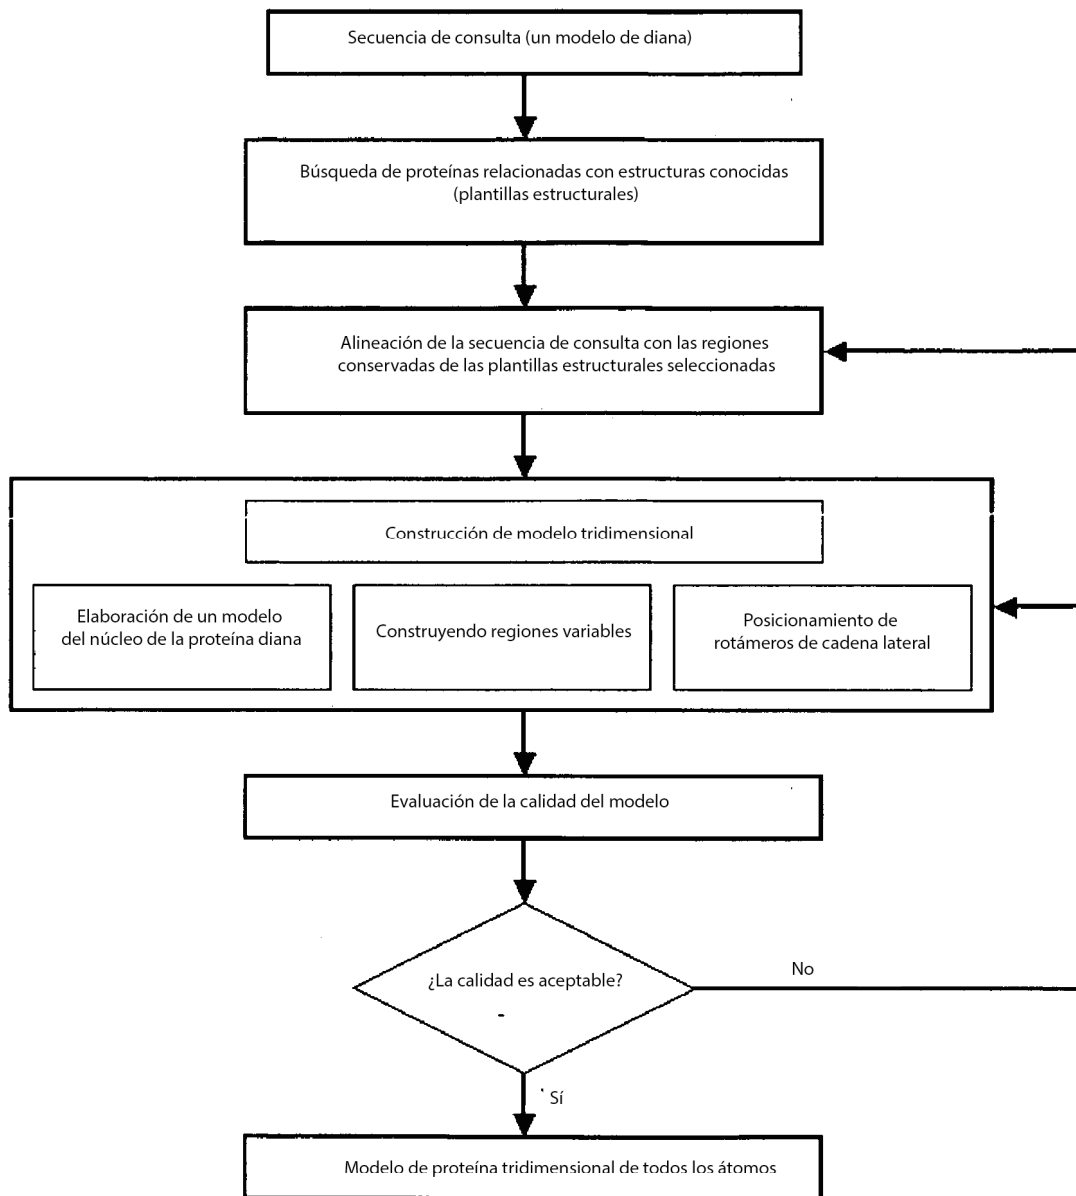 Secuencia de consulta (un modelo de diana)
Búsqueda de proteínas relacionadas con estructuras conocidas
(plantillas estructurales)
Alineación de la secuencia de consulta con las regiones
conservadas de las plantillas estructurales seleccionadas
Construcción de modelo tridimensional
Elaboración de un modelo
del núcleo de la proteína diana
Construyendo regiones variables
Posicionamiento de
rotámeros de cadena lateral
Evaluación de la calidad del modelo
¿La calidad es aceptable?
No
Sí
Modelo de proteína tridimensional de todos los átomos